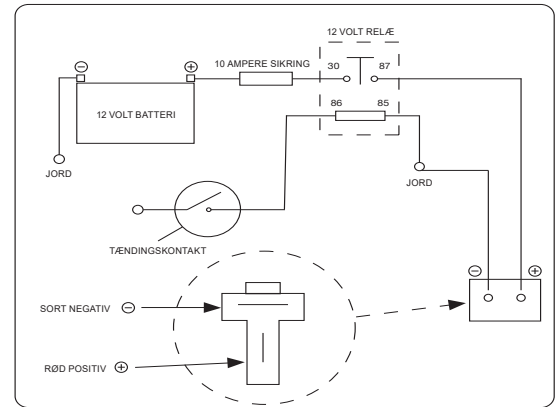 12 VOLT RELÆ
10 AMPERE SIKRING
30 87
12 VOLT BATTERI
86 85
JORD
JORD
TÆNDINGSKONTAKT
SORT NEGATIV
RØD POSITIV